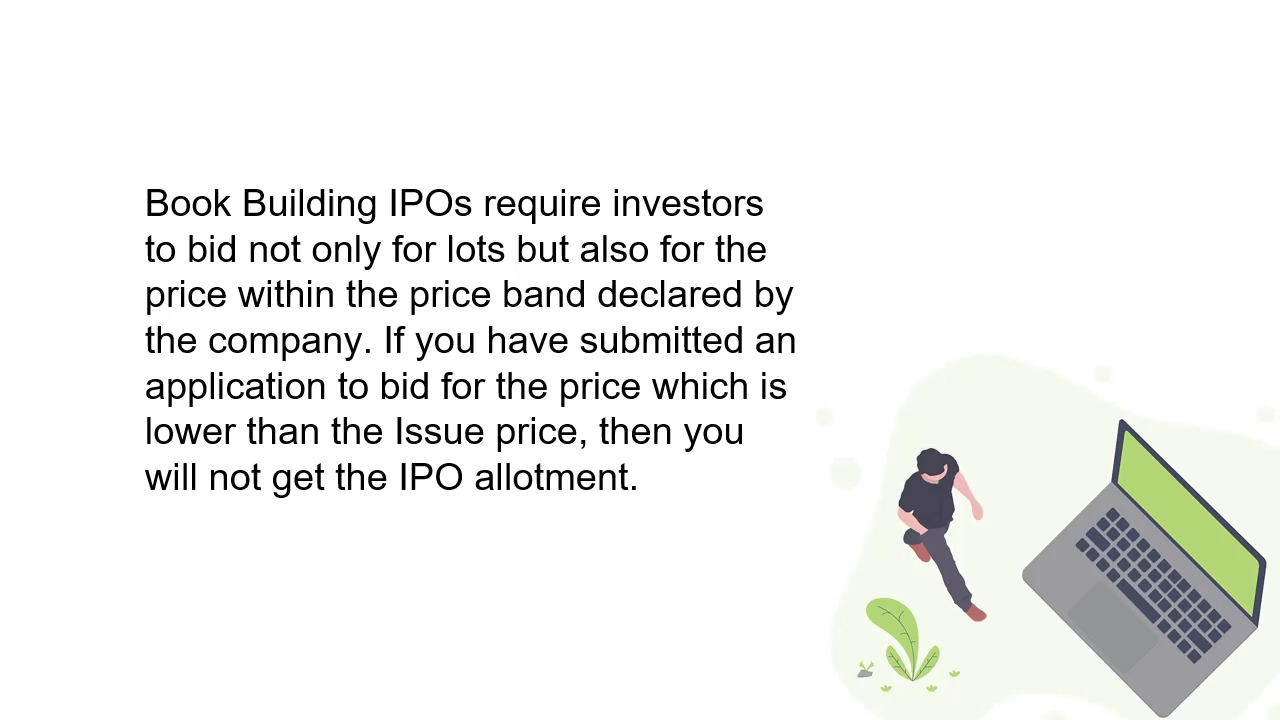 Book Building IPOs require investors
to bid not only for lots but also for the
price within the price band declared by
the company. If you have submitted an
application to bid for the price which is
lower than the Issue price, then you
will not get the IPO allotment.